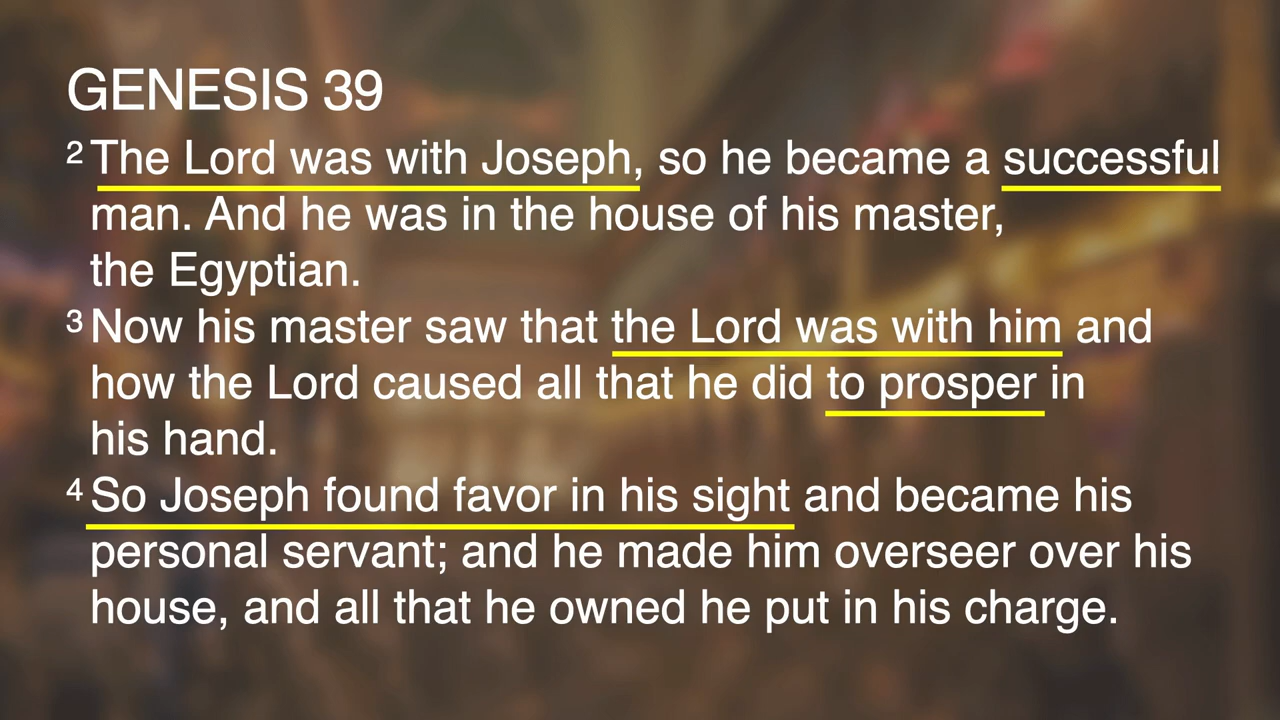 GENESIS 39
2 The Lord was with Joseph, so he became a successful
man. And he was in the house of his master,
the Egyptian.
3 Now his master saw that the Lord was with him and
how the Lord caused all that he did to prosper in
his hand.
4 So Joseph found favor in his sight and became his
personal servant; and he made him overseer over his
house, and all that he owned he put in his charge.